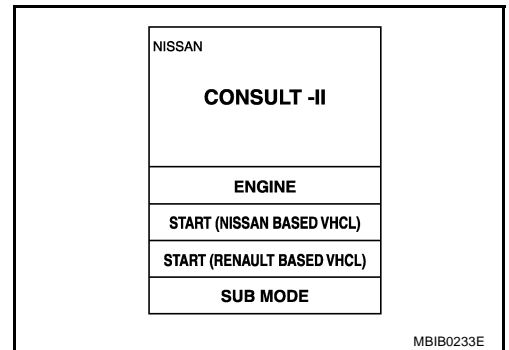 NISSAN
CONSULT -II
ENGINE
START (NISSAN BASED VHCL)
START (RENAULT BASED VHCL)
SUB MODE
MBIB0233E